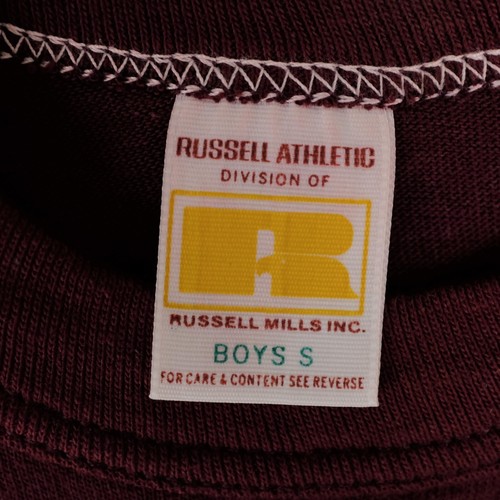 RUSSELL ATHLETIC
DIVISION OF
R
RUSSELL MILLS INC.
BOYS S
FOR CARE & CONTENT SEE REVERSE